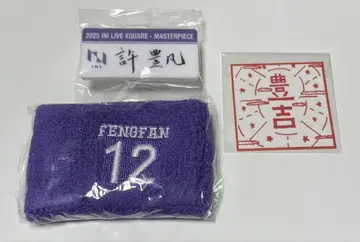 2025 INI LIVE XQUARE - MASTERPIECE
INI
許 豊凡
豊
吉
FENGFAN
12